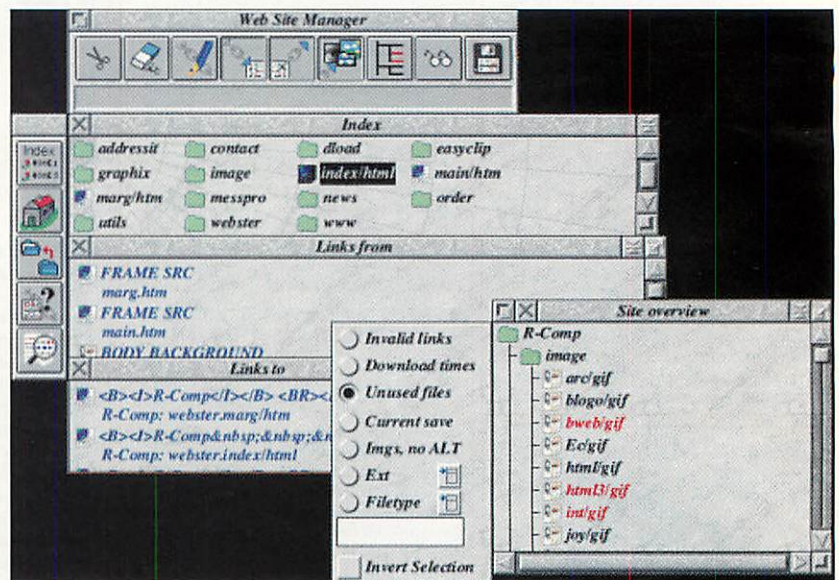 Web Site Manager
Index
Index
addressit contact dload easyclip
graphix image index/html main/htm
marg/htm messpro news order
utils webster www
Links from
FRAME SRC
marg.htm
FRAME SRC
main.htm
BODY BACKGROUND
Links to
<B><I>R-Comp</I></B> <BR>
R-Comp: webster.marg/htm
<B><I>R-Comp&nbsp;&nbsp;&n
R-Comp: webster.index/html
Invalid links
Download times
Unused files
Current save
Imgs, no ALT
Ext
Filetype
Invert Selection
Site overview
R-Comp
image
arc/gif
blogo/gif
bweb/gif
Ec/gif
html/gif
html3/gif
int/gif
joy/gif